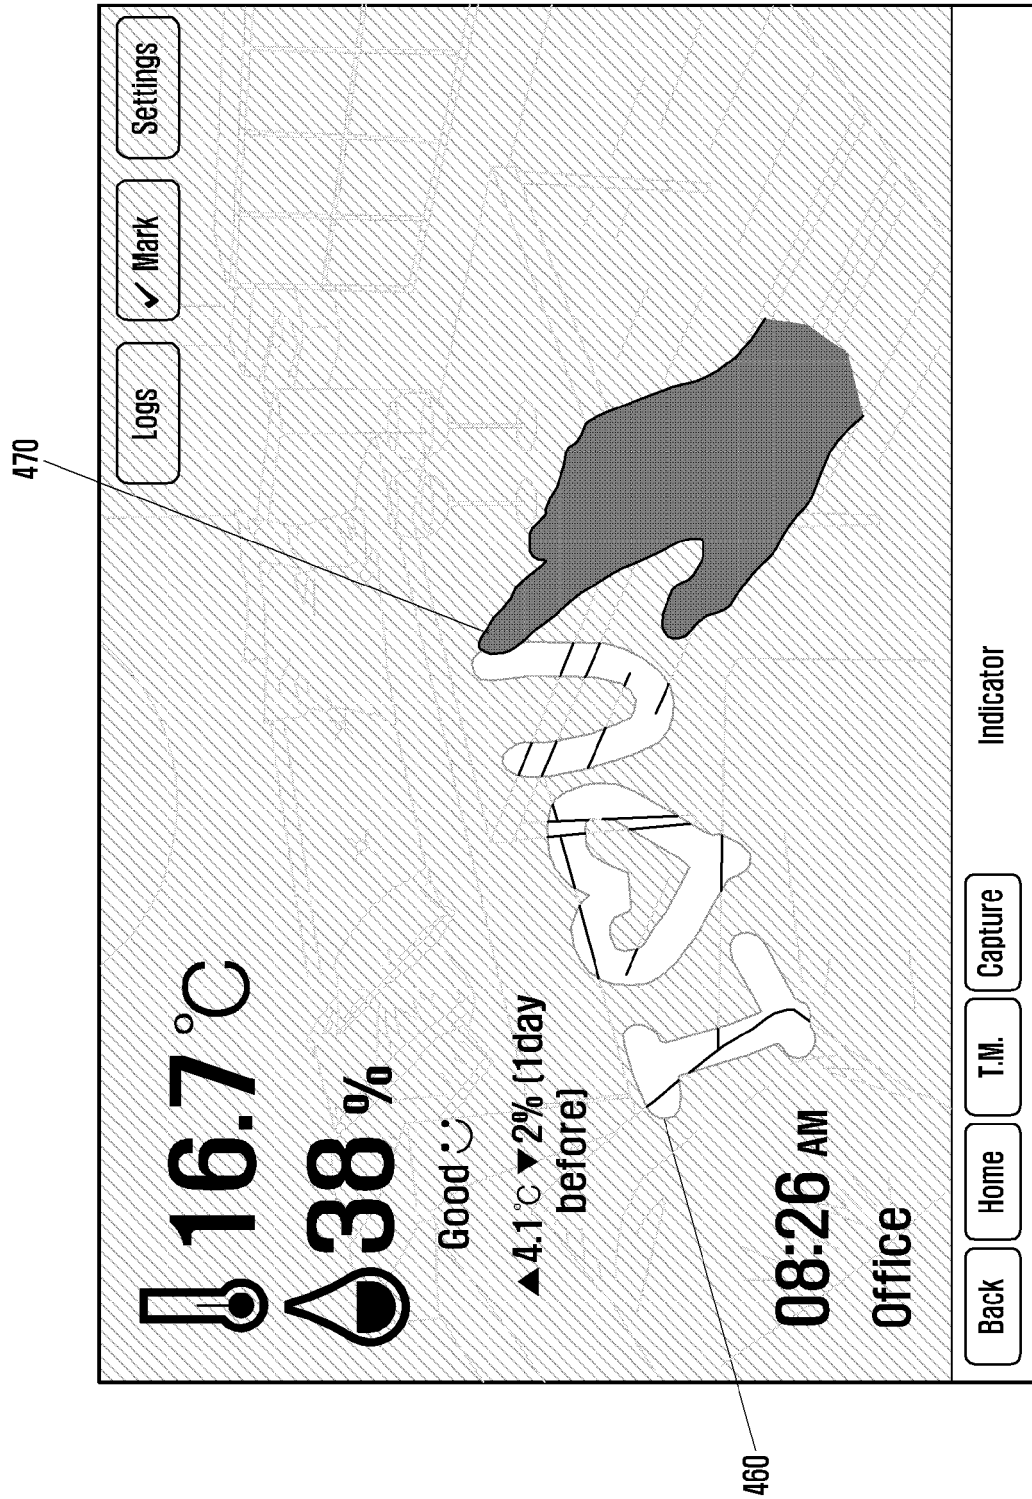 470
Logs
✓ Mark
Settings
16.7 °C
38 %
Good :)
▲4.1°C ▼2% (1day
before)
I ♡ U
08:26 AM
Office
460
Back
Home
T.M.
Capture
Indicator